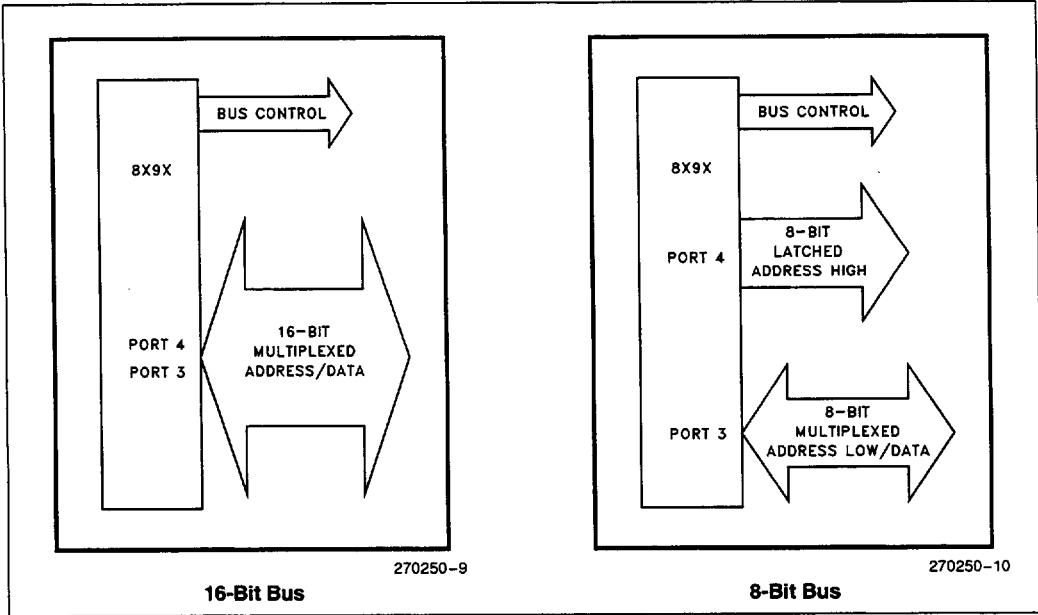 BUS CONTROL
8X9X
PORT 4
PORT 3
16-BIT
MULTIPLEXED
ADDRESS/DATA
270250-9
16-Bit Bus
BUS CONTROL
8X9X
PORT 4
8-BIT
LATCHED
ADDRESS HIGH
PORT 3
8-BIT
MULTIPLEXED
ADDRESS LOW/DATA
270250-10
8-Bit Bus